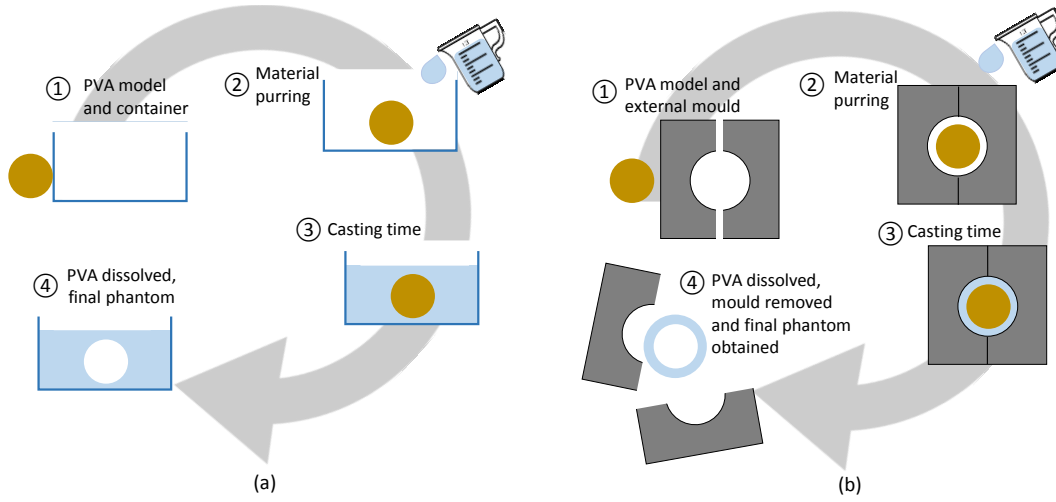 ① PVA model
and container
② Material
purring
③ Casting time
④ PVA dissolved,
final phantom
(a)
① PVA model and
external mould
② Material
purring
③ Casting time
④ PVA dissolved,
mould removed
and final phantom
obtained
(b)